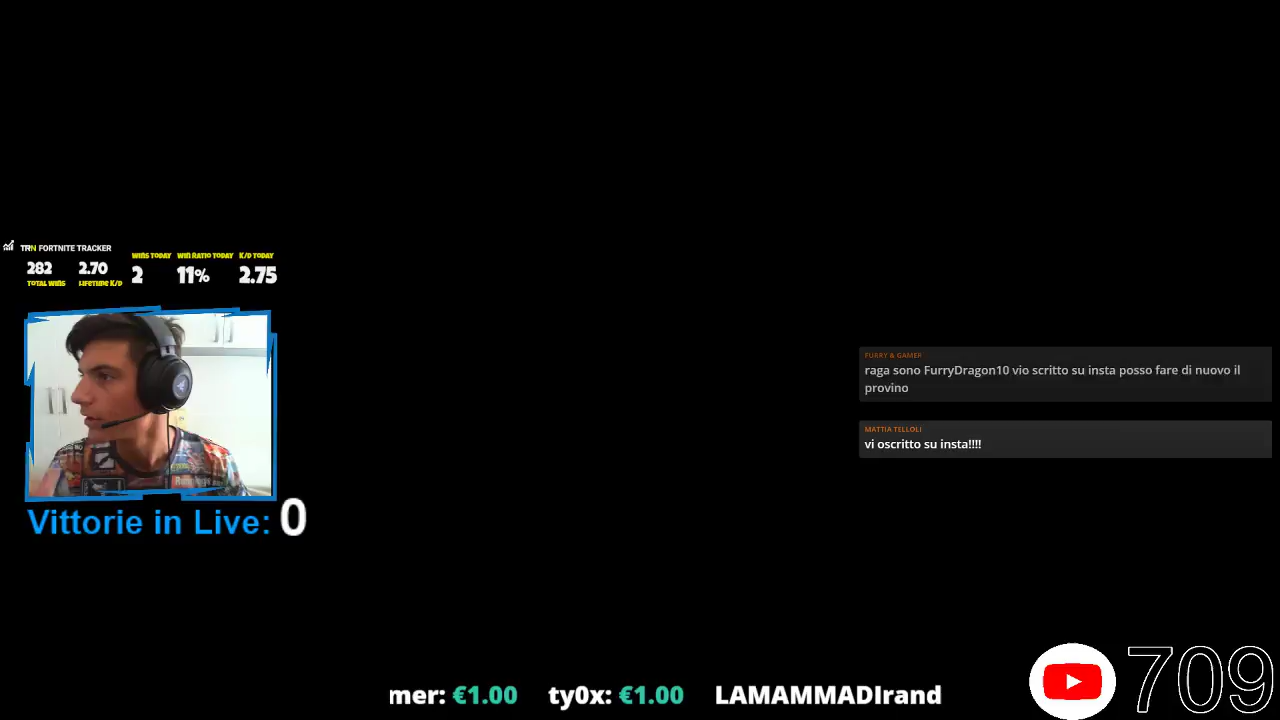 TRN FORTNITE TRACKER
WINS TODAY WIN RATIO TODAY K/D TODAY
282 2.70 2 11% 2.75
TOTAL WINS LIFETIME K/D
FURRY & GAMER
raga sono FurryDragon10 vio scritto su insta posso fare di nuovo il
provino
MATTIA TELLOLI
vi oscritto su insta!!!!
Vittorie in Live: 0
mer: €1.00 ty0x: €1.00 LAMAMMADIrand
709